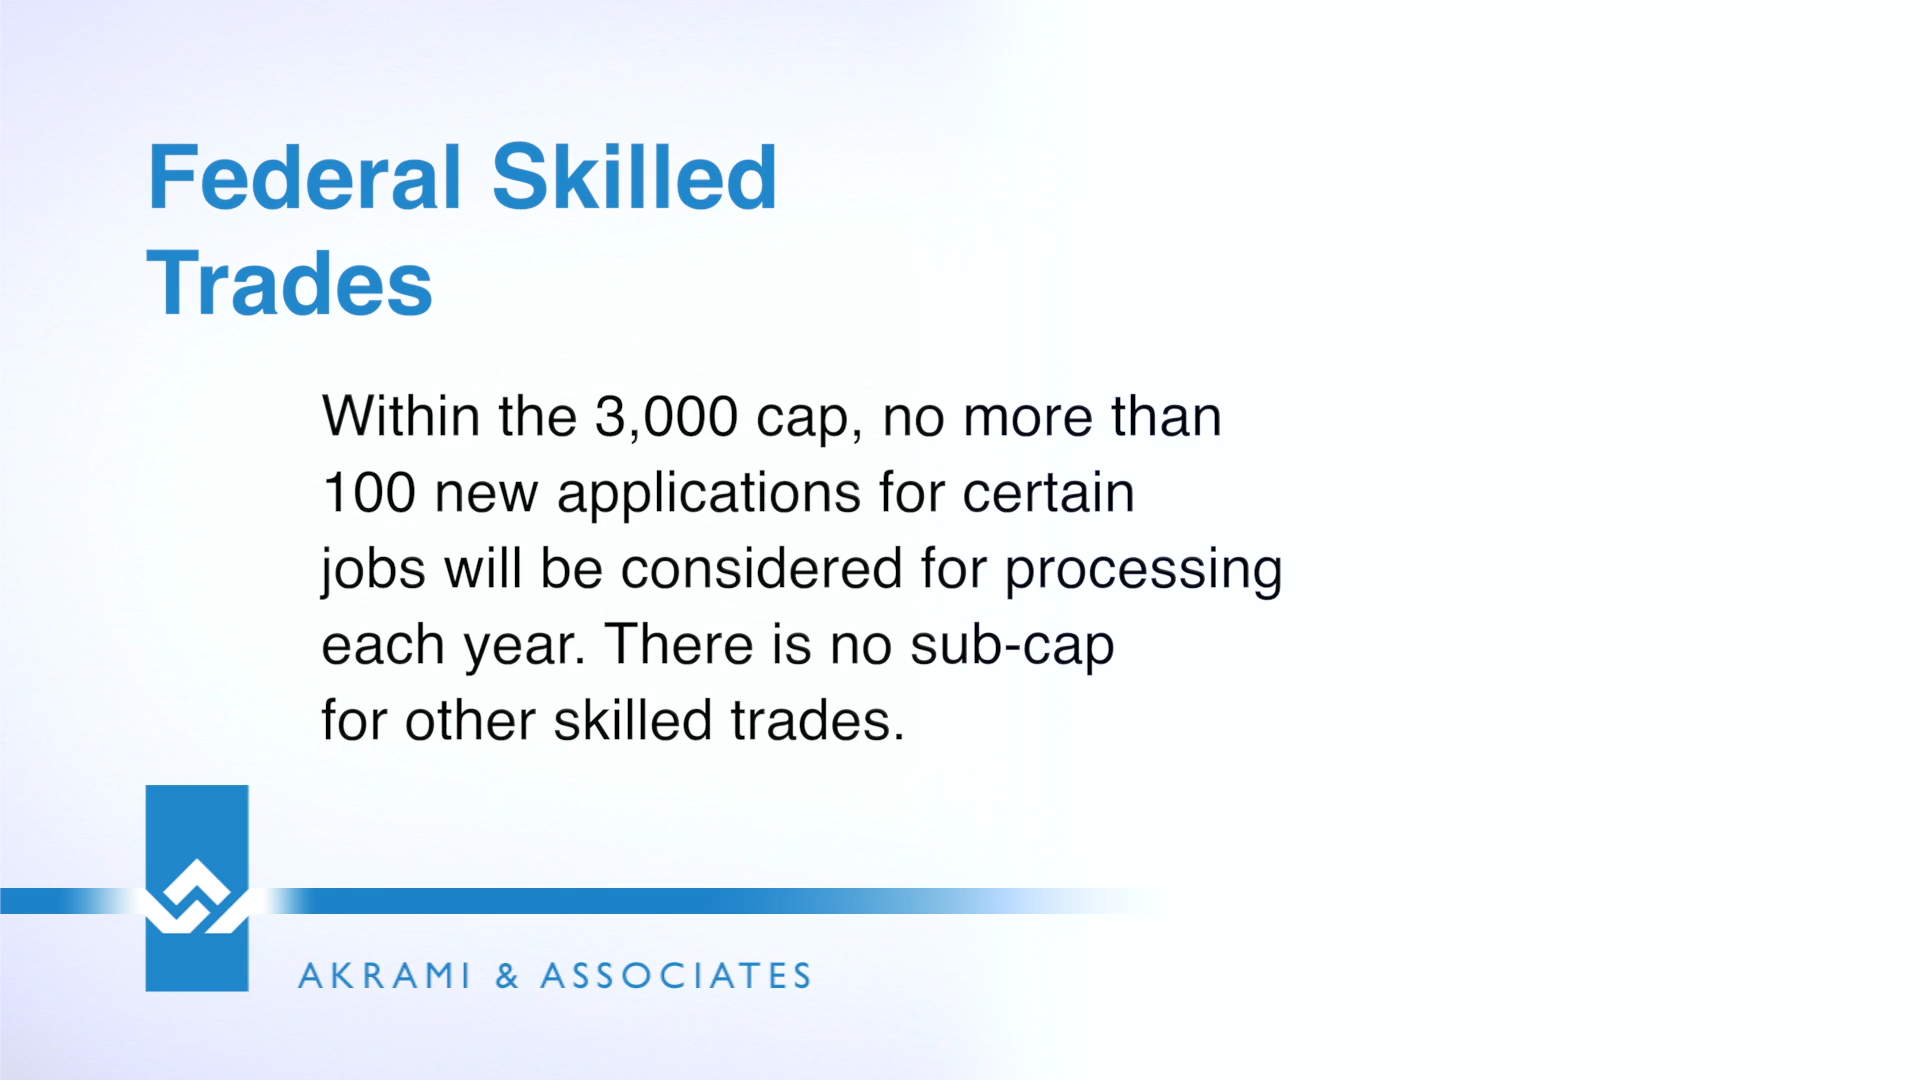 Federal Skilled
Trades
Within the 3,000 cap, no more than
100 new applications for certain
jobs will be considered for processing
each year. There is no sub-cap
for other skilled trades.
AKRAMI & ASSOCIATES